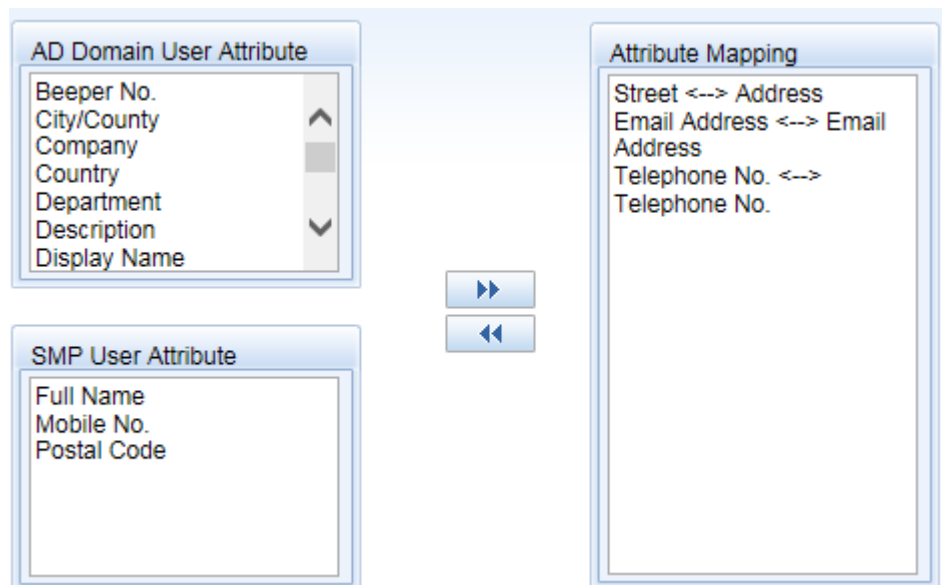 AD Domain User Attribute
Beeper No.
City/County
Company
Country
Department
Description
Display Name
SMP User Attribute
Full Name
Mobile No.
Postal Code
Attribute Mapping
Street <--> Address
Email Address <--> Email
Address
Telephone No. <-->
Telephone No.